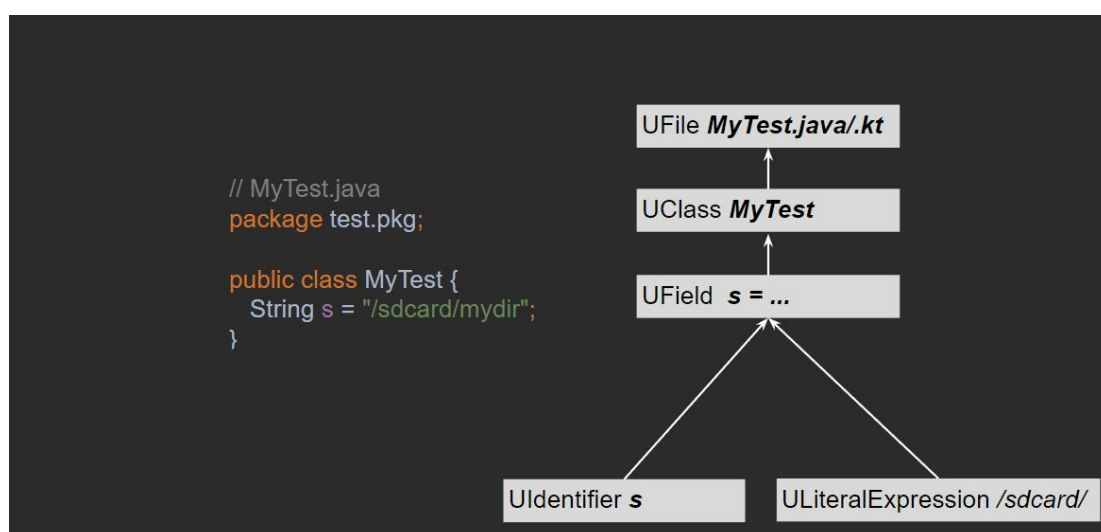 // MyTest.java
package test.pkg;
public class MyTest {
String s = "/sdcard/mydir";
}
UFile MyTest.java/.kt
UClass MyTest
UField s = ...
UIdentifier s
ULiteralExpression /sdcard/